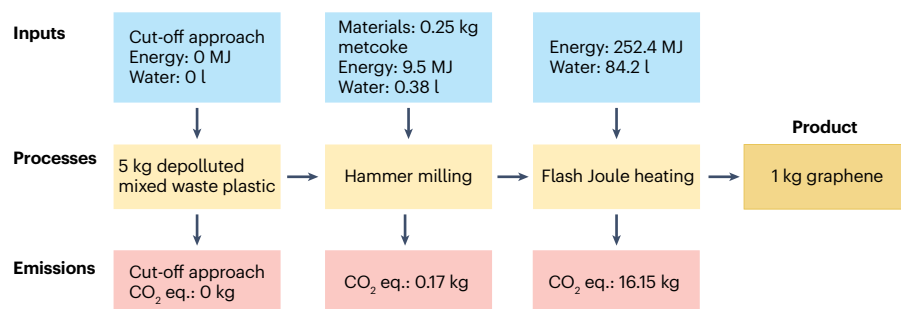 Inputs
Cut-off approach
Energy: 0 MJ
Water: 0 l
Materials: 0.25 kg
metcoke
Energy: 9.5 MJ
Water: 0.38 l
Energy: 252.4 MJ
Water: 84.2 l
Product
Processes
5 kg depolluted
mixed waste plastic
Hammer milling
Flash Joule heating
1 kg graphene
Emissions
Cut-off approach
CO₂ eq.: 0 kg
CO₂ eq.: 0.17 kg
CO₂ eq.: 16.15 kg